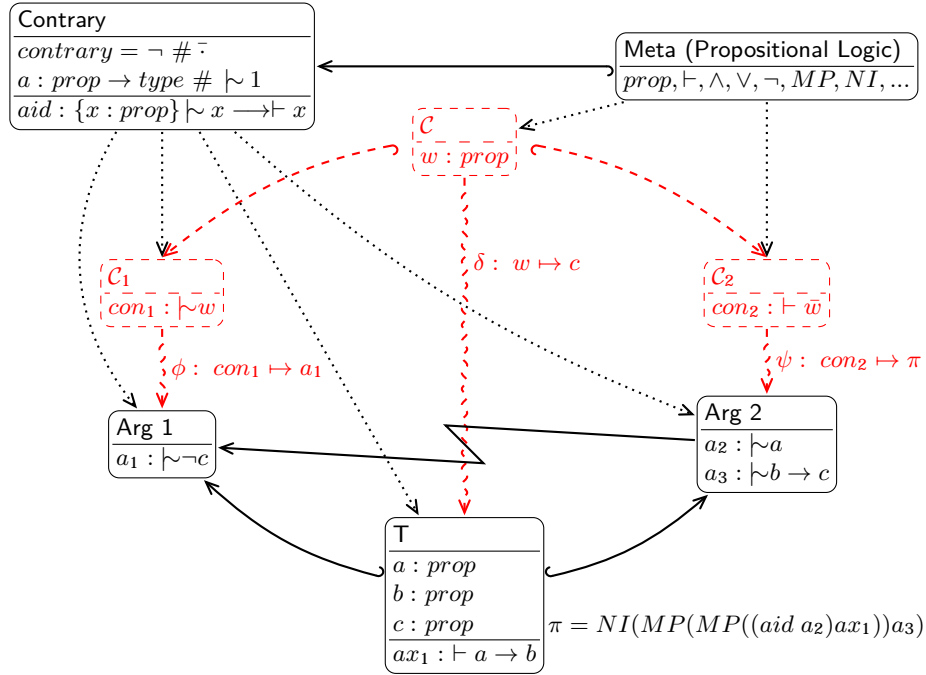 Contrary
contrary = ¬ # ⁻·
a : prop → type # |∼ 1
aid : {x : prop} |∼ x ⟶⊢ x
Meta (Propositional Logic)
prop, ⊢, ∧, ∨, ¬, MP, NI, ...
𝒞
w : prop
δ : w ↦ c
𝒞₁
con₁ : |∼w
𝒞₂
con₂ : ⊢ w̄
φ : con₁ ↦ a₁
ψ : con₂ ↦ π
Arg 1
a₁ : |∼¬c
Arg 2
a₂ : |∼a
a₃ : |∼b → c
T
a : prop
b : prop
c : prop
ax₁ : ⊢ a → b
π = NI(MP(MP((aid a₂)ax₁))a₃)